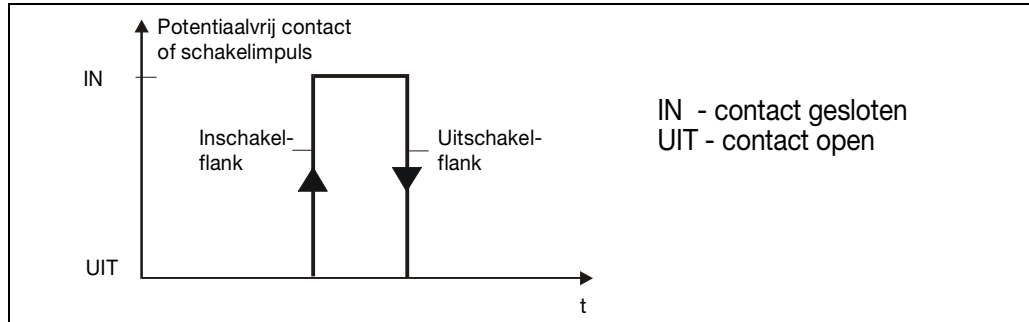 Potentiaalvrij contact
of schakelimpuls
IN
Inschakel-
flank
Uitschakel-
flank
UIT
t
IN - contact gesloten
UIT - contact open